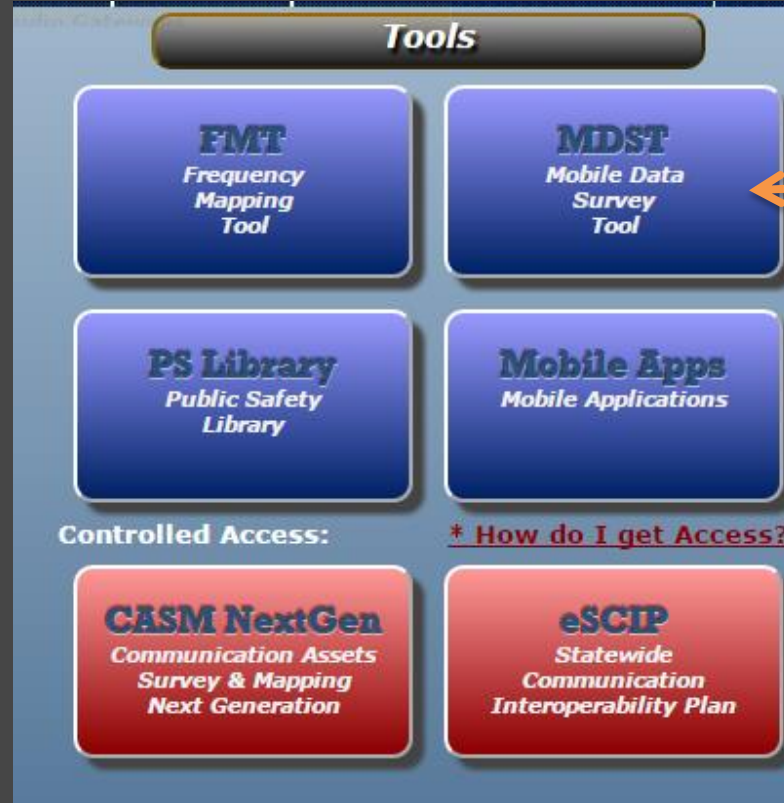 Tools
FMT
Frequency
Mapping
Tool
MDST
Mobile Data
Survey
Tool
PS Library
Public Safety
Library
Mobile Apps
Mobile Applications
Controlled Access:
* How do I get Access?
CASM NextGen
Communication Assets
Survey & Mapping
Next Generation
eSCIP
Statewide
Communication
Interoperability Plan